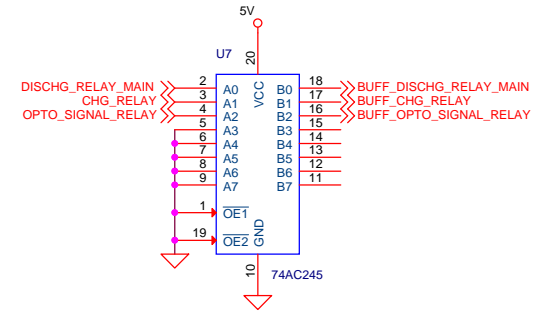 5V
U7
20
VCC
DISCHG_RELAY_MAIN 2 A0 B0 18 BUFF_DISCHG_RELAY_MAIN
CHG_RELAY 3 A1 B1 17 BUFF_CHG_RELAY
OPTO_SIGNAL_RELAY 4 A2 B2 16 BUFF_OPTO_SIGNAL_RELAY
5 A3 B3 15
6 A4 B4 14
7 A5 B5 13
8 A6 B6 12
9 A7 B7 11
1 OE1
19 OE2
GND
10
74AC245